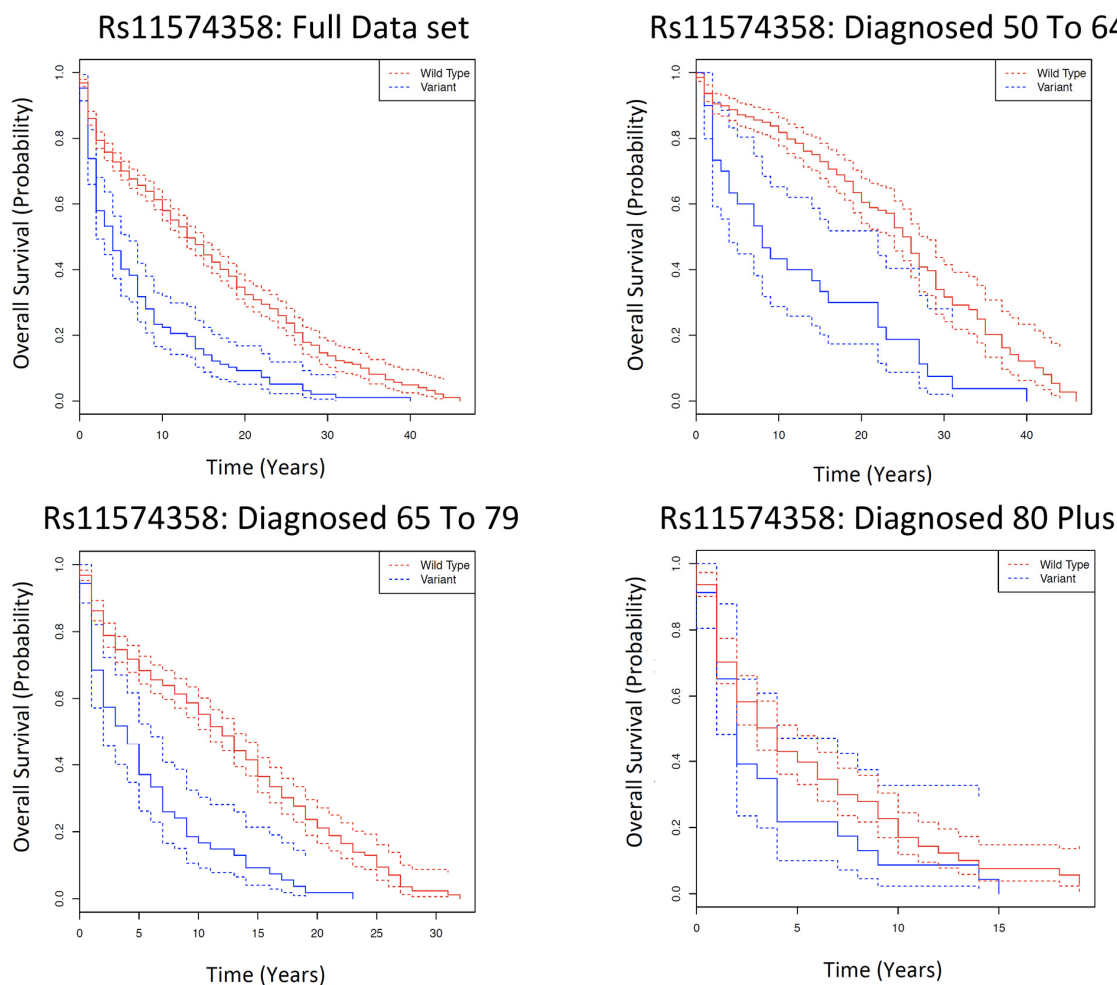 Rs11574358: Full Data set
Overall Survival (Probability)
1.0
0.8
0.6
0.4
0.2
0.0
Wild Type
Variant
0 10 20 30 40
Time (Years)
Rs11574358: Diagnosed 50 To 64
Overall Survival (Probability)
1.0
0.8
0.6
0.4
0.2
0.0
Wild Type
Variant
0 10 20 30 40
Time (Years)
Rs11574358: Diagnosed 65 To 79
Overall Survival (Probability)
1.0
0.8
0.6
0.4
0.2
0.0
Wild Type
Variant
0 5 10 15 20 25 30
Time (Years)
Rs11574358: Diagnosed 80 Plus
Overall Survival (Probability)
1.0
0.8
0.6
0.4
0.2
0.0
Wild Type
Variant
0 5 10 15
Time (Years)